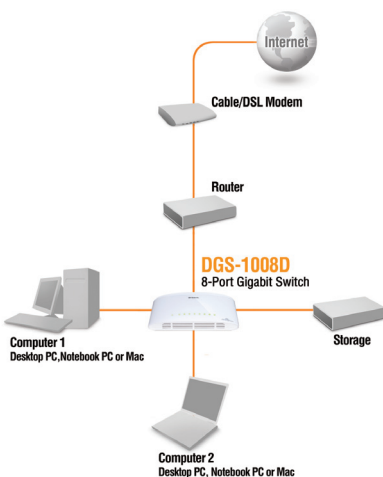 Internet
Cable/DSL Modem
Router
DGS-1008D
8-Port Gigabit Switch
Computer 1
Desktop PC,Notebook PC or Mac
Storage
Computer 2
Desktop PC, Notebook PC or Mac